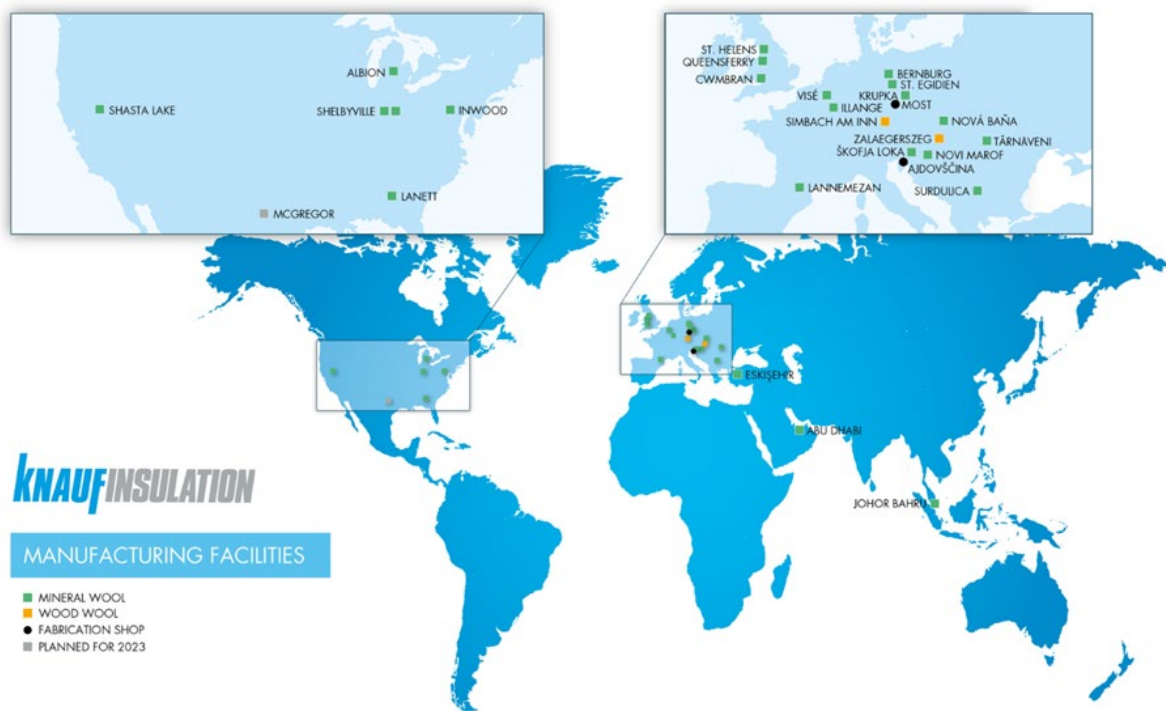 ALBION
SHASTA LAKE
SHELBYVILLE
INWOOD
LANETT
MCGREGOR
ST. HELENS
QUEENSFERRY
CWMBRAN
BERNBURG
ST. EGIDIEN
VISÉ
KRUPKA
MOST
ILLANGE
SIMBACH AM INN
NOVÁ BAŇA
ZALAEGERSZEG
TÂRNAVENI
ŠKOFJA LOKA
NOVI MAROF
AJDOVŠČINA
LANNEMEZAN
SURDULICA
ESKİŞEHİR
ABU DHABI
JOHOR BAHRU
KNAUFINSULATION
MANUFACTURING FACILITIES
MINERAL WOOL
WOOD WOOL
FABRICATION SHOP
PLANNED FOR 2023